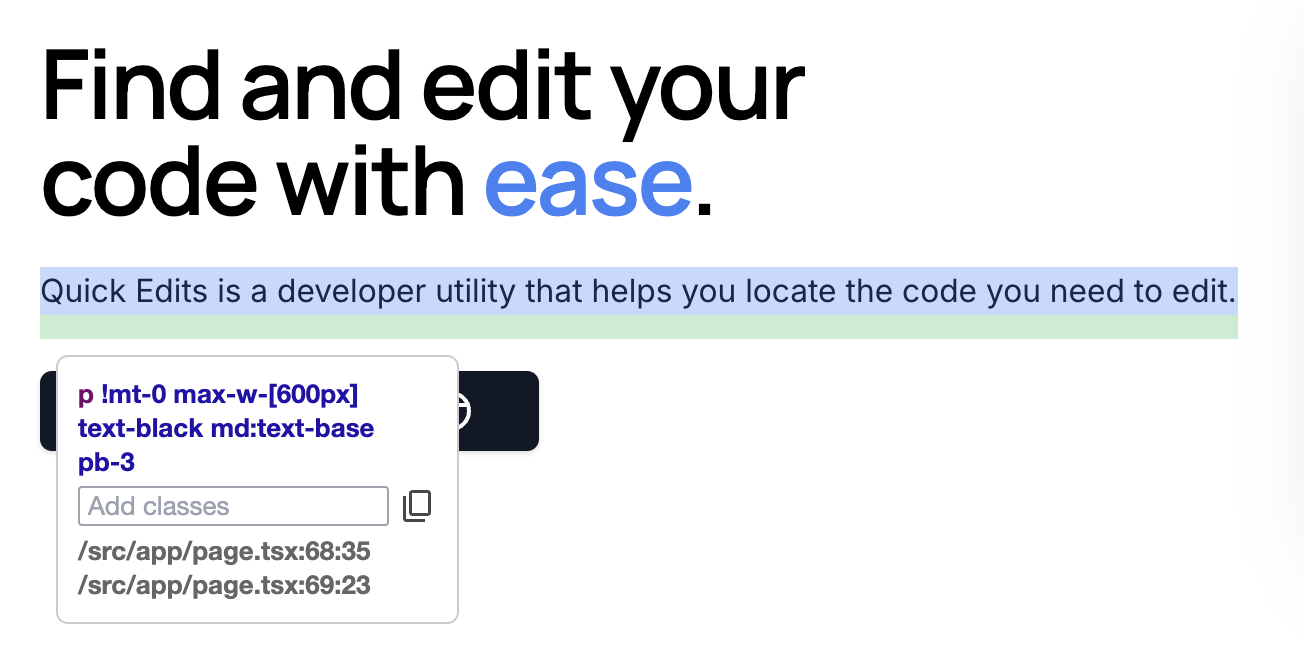 Find and edit your
code with ease.
Quick Edits is a developer utility that helps you locate the code you need to edit.
p !mt-0 max-w-[600px]
text-black md:text-base
pb-3
Add classes
/src/app/page.tsx:68:35
/src/app/page.tsx:69:23